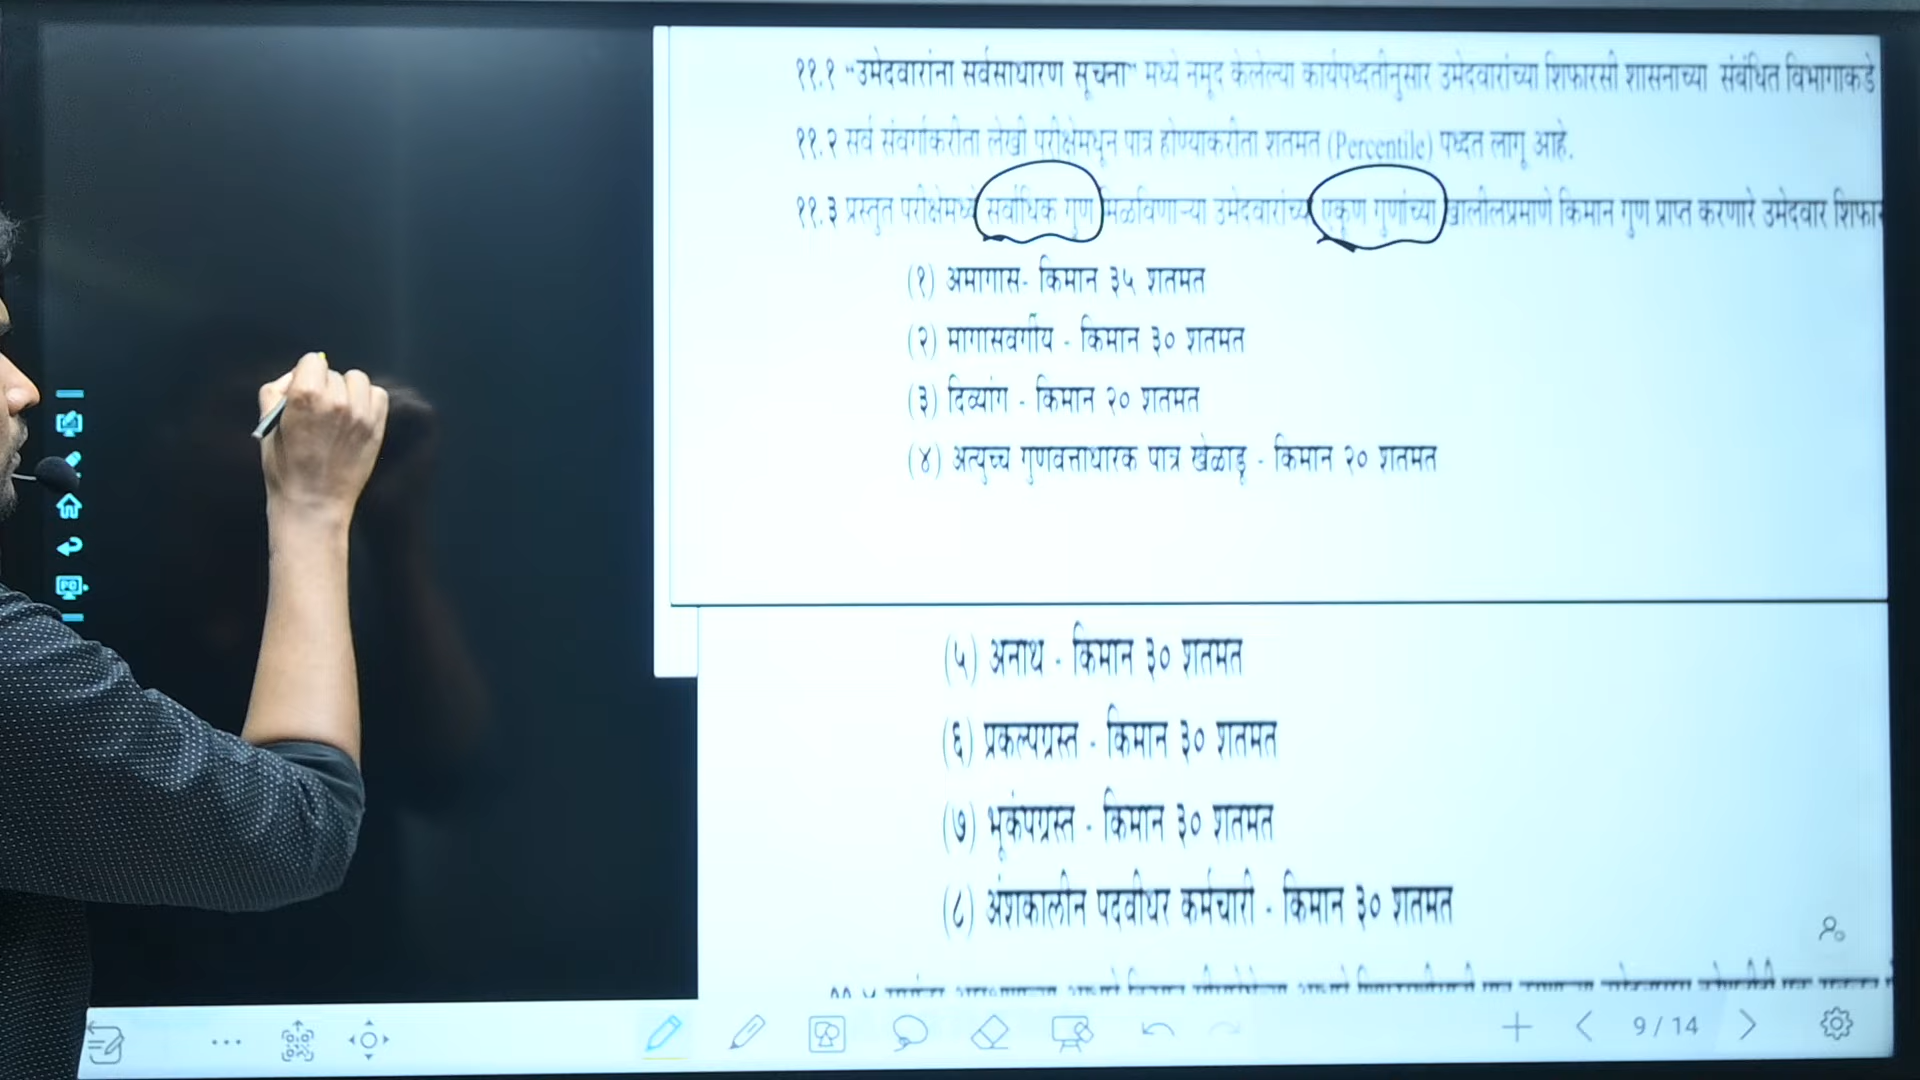 ११.१ "उमेदवारांना सर्वसाधारण सूचना" मध्ये नमूद केलेल्या कार्यपध्दतीनुसार उमेदवारांच्या शिफारसी शासनाच्या संबंधित विभागाकडे
११.२ सर्व संवर्गाकरीता लेखी परीक्षेमधून पात्र होण्याकरीता शतमत (Percentile) पध्दत लागू आहे.
११.३ प्रस्तुत परीक्षेमध्ये सर्वाधिक गुण मिळविणाऱ्या उमेदवारांच्या एकूण गुणांच्या खालीलप्रमाणे किमान गुण प्राप्त करणारे उमेदवार
(१) अमागास- किमान ३५ शतमत
(२) मागासवर्गीय - किमान ३० शतमत
(३) दिव्यांग - किमान २० शतमत
(४) अत्युच्च गुणवत्ताधारक पात्र खेळाडू - किमान २० शतमत
(५) अनाथ - किमान ३० शतमत
(६) प्रकल्पग्रस्त - किमान ३० शतमत
(७) भूकंपग्रस्त - किमान ३० शतमत
(८) अंशकालीन पदवीधर कर्मचारी - किमान ३० शतमत
9 / 14